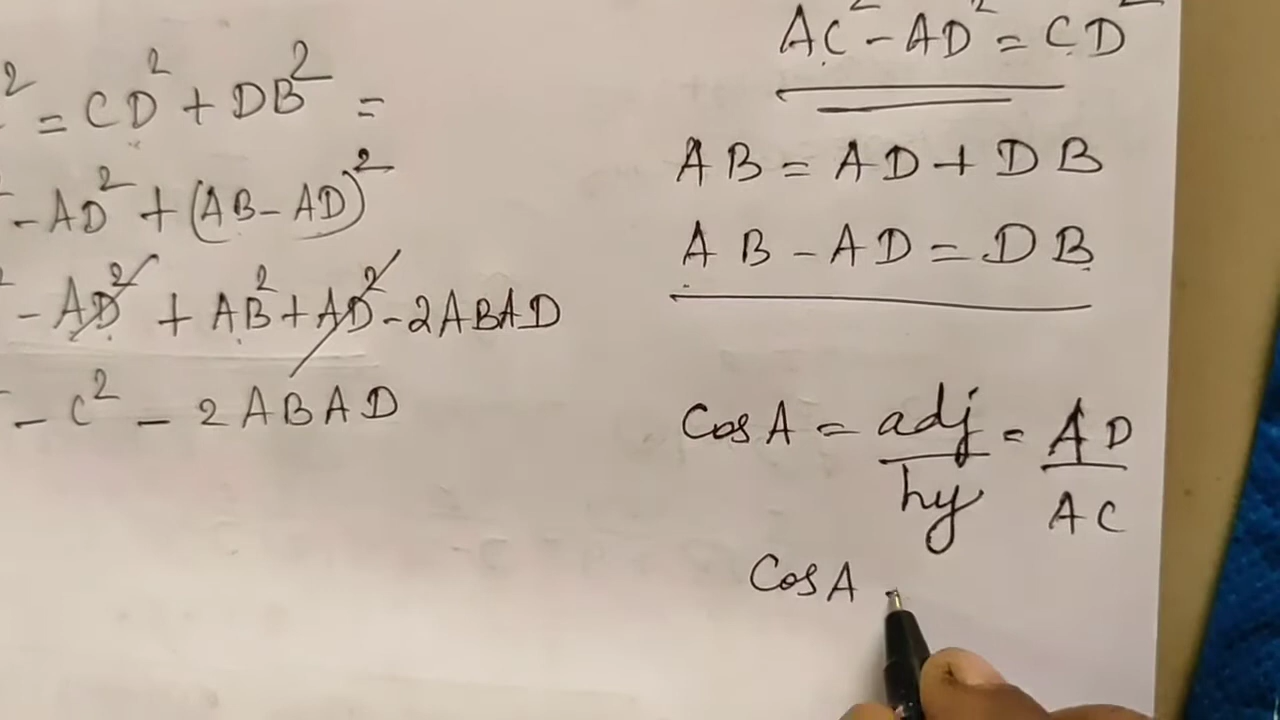 ² = CD² + DB² =
- AD² + (AB - AD)²
- AD² + AB² + AD² - 2ABAD
- C² - 2ABAD
AC² - AD² = CD²
AB = AD + DB
AB - AD = DB
Cos A = adj/hy = AD/AC
Cos A